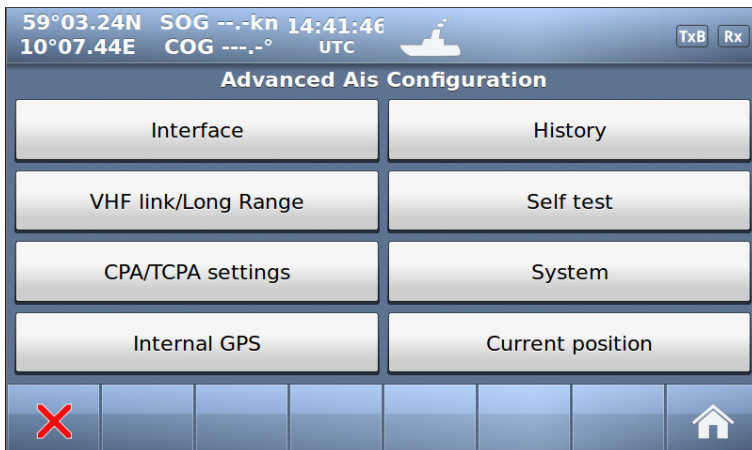 59°03.24N SOG --.-kn 14:41:46
10°07.44E COG ---.-° UTC
TxB Rx
Advanced Ais Configuration
Interface History
VHF link/Long Range Self test
CPA/TCPA settings System
Internal GPS Current position